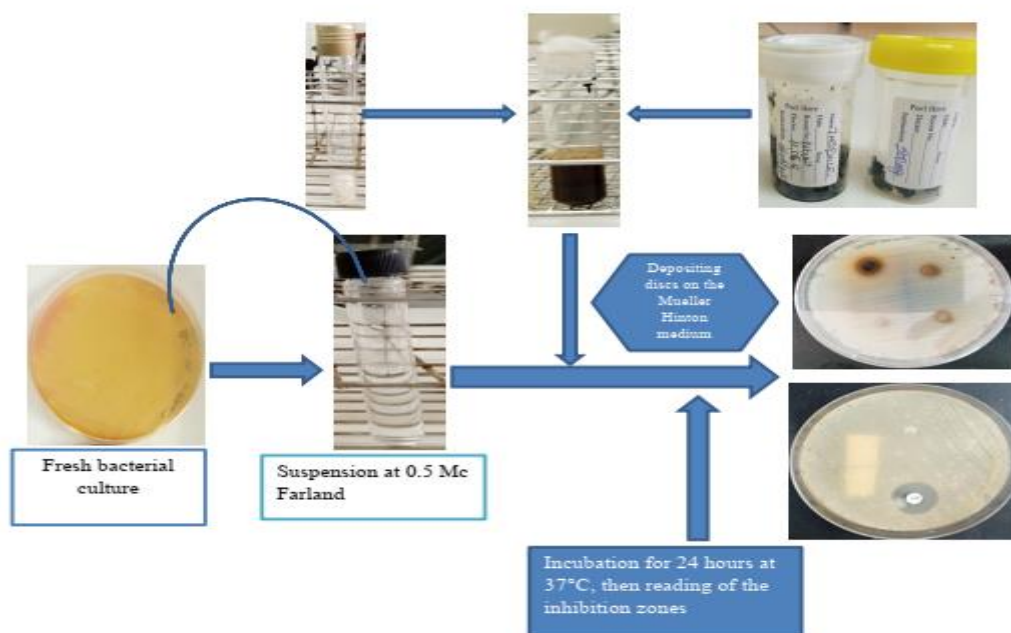 Depositing
discs on the
Mueller
Hinton
medium
Fresh bacterial
culture
Suspension at 0.5 Mc
Farland
Incubation for 24 hours at
37°C, then reading of the
inhibition zones